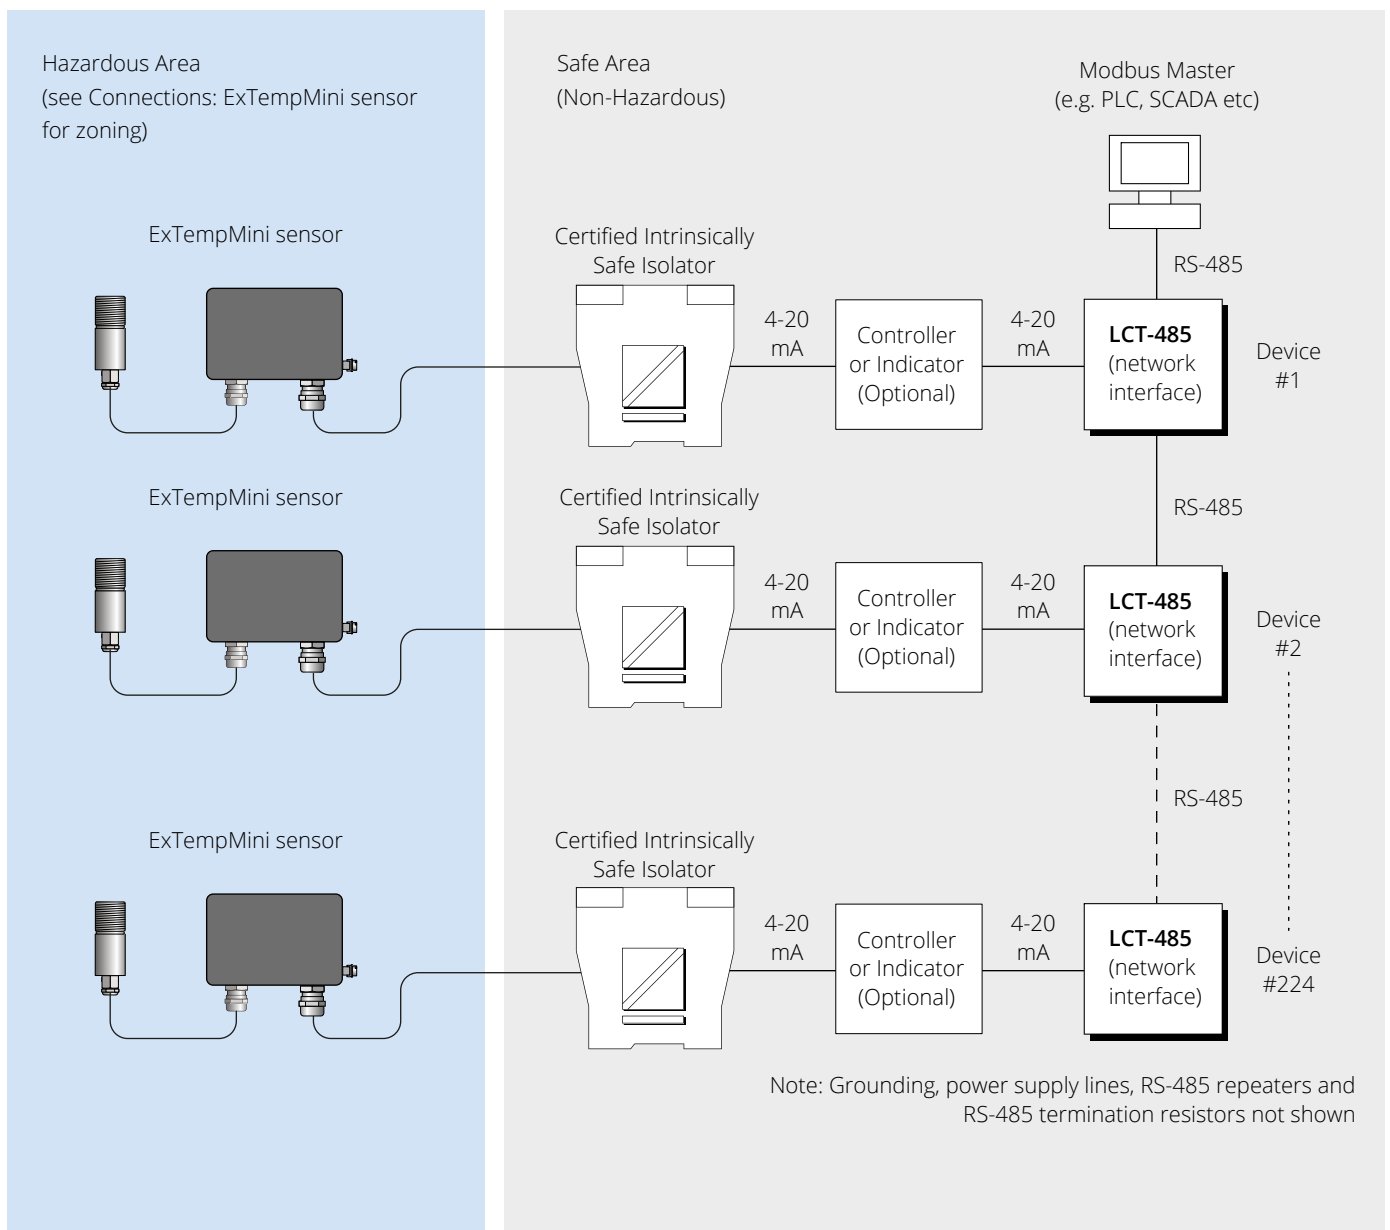 Hazardous Area
(see Connections: ExTempMini sensor
for zoning)
Safe Area
(Non-Hazardous)
Modbus Master
(e.g. PLC, SCADA etc)
RS-485
ExTempMini sensor
Certified Intrinsically
Safe Isolator
4-20
mA
Controller
or Indicator
(Optional)
4-20
mA
LCT-485
(network
interface)
Device
#1
RS-485
ExTempMini sensor
Certified Intrinsically
Safe Isolator
4-20
mA
Controller
or Indicator
(Optional)
4-20
mA
LCT-485
(network
interface)
Device
#2
RS-485
ExTempMini sensor
Certified Intrinsically
Safe Isolator
4-20
mA
Controller
or Indicator
(Optional)
4-20
mA
LCT-485
(network
interface)
Device
#224
Note: Grounding, power supply lines, RS-485 repeaters and
RS-485 termination resistors not shown